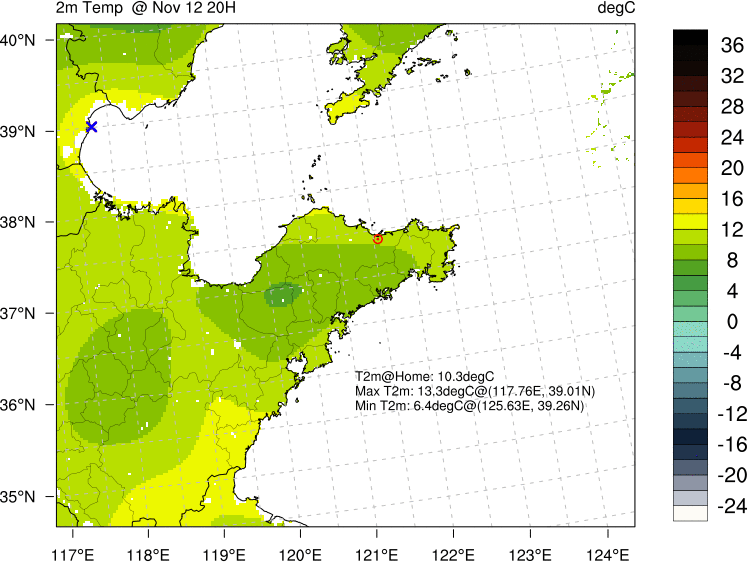 2m Temp @ Nov 12 20H
degC
40°N
39°N
38°N
37°N
36°N
35°N
T2m@Home: 10.3degC
Max T2m: 13.3degC@(117.76E, 39.01N)
Min T2m: 6.4degC@(125.63E, 39.26N)
117°E 118°E 119°E 120°E 121°E 122°E 123°E 124°E
36
32
28
24
20
16
12
8
4
0
-4
-8
-12
-16
-20
-24